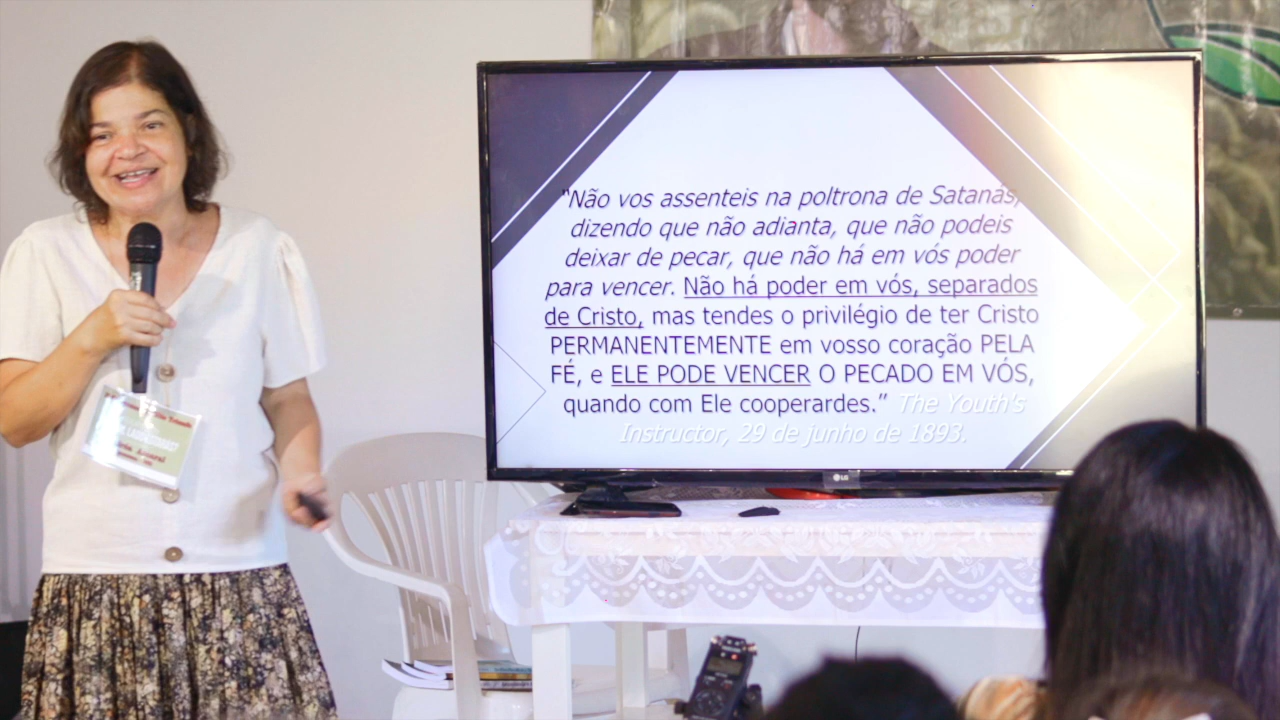 "Não vos assenteis na poltrona de Satanás,
dizendo que não adianta, que não podeis
deixar de pecar, que não há em vós poder
para vencer. Não há poder em vós, separados
de Cristo, mas tendes o privilégio de ter Cristo
PERMANENTEMENTE em vosso coração PELA
FÉ, e ELE PODE VENCER O PECADO EM VÓS,
quando com Ele cooperardes." The Youth's
Instructor, 29 de junho de 1893.
LG
Amaral